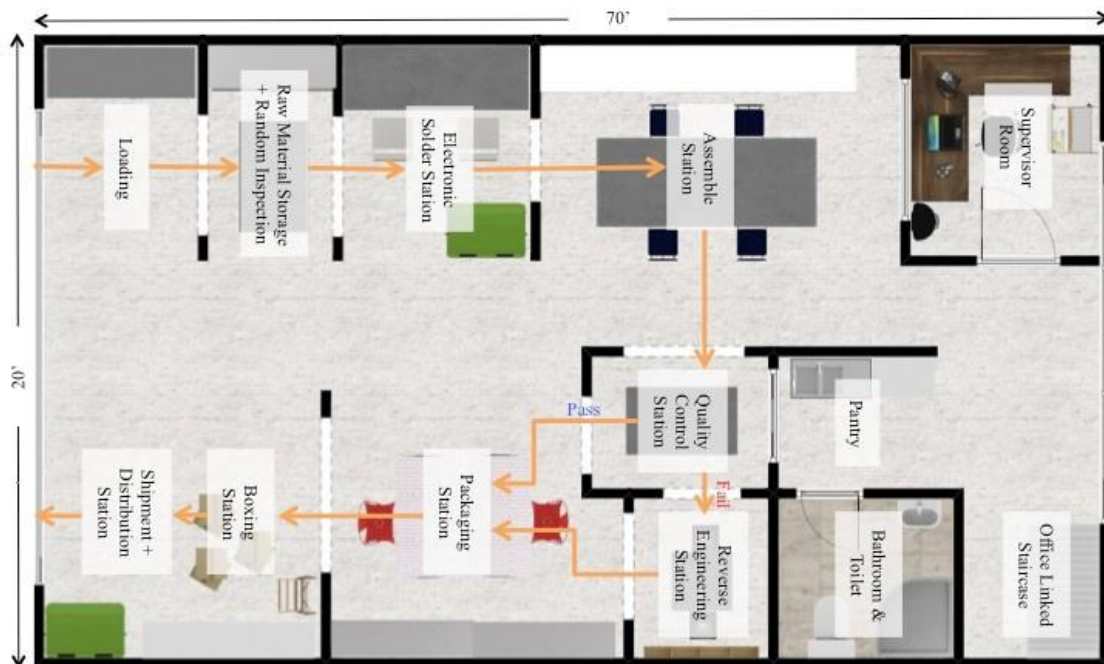 70’
20’
Loading
Raw Material Storage
+ Random Inspection
Electronic
Solder Station
Assemble
Station
Supervisor
Room
Pass
Quality
Control
Station
Fail
Pantry
Shipment +
Distribution
Station
Boxing
Station
Packaging
Station
Reverse
Engineering
Station
Bathroom &
Toilet
Office Linked
Staircase